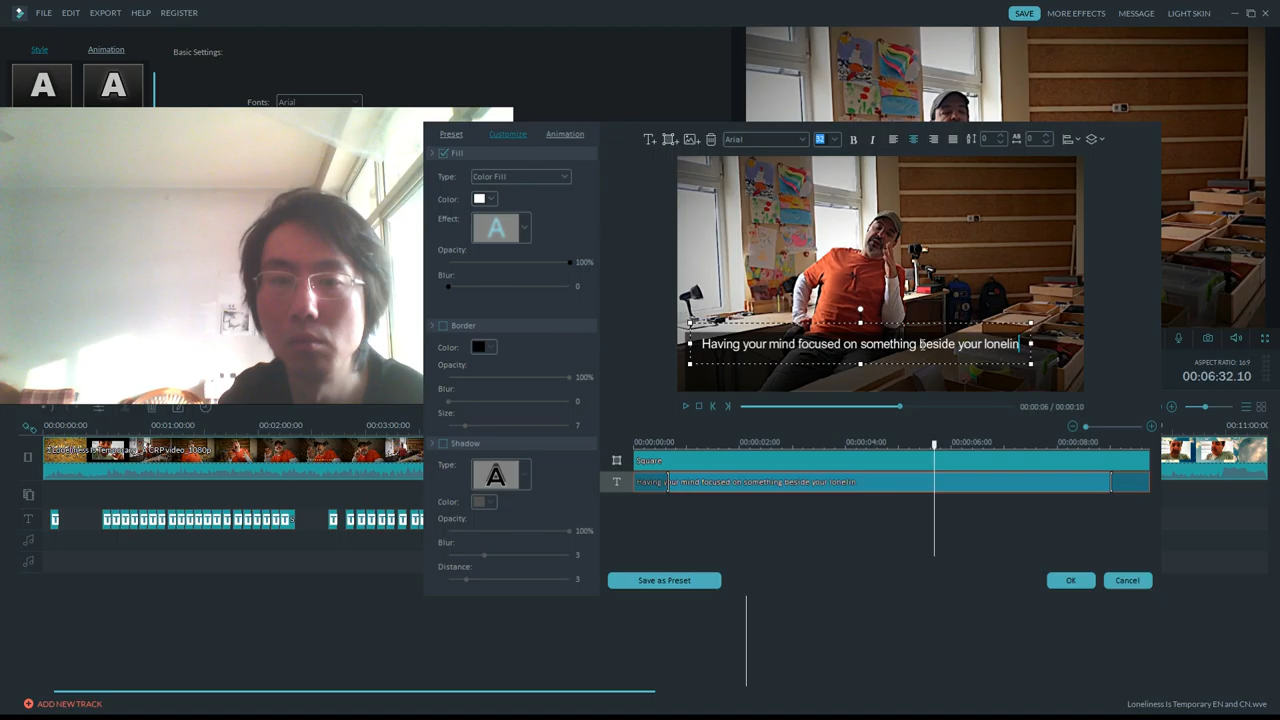 FILE EDIT EXPORT HELP REGISTER
SAVE MORE EFFECTS MESSAGE LIGHT SKIN
Style Animation Basic Settings:
A A
Fonts: Arial
Preset Customize Animation
Fill
Type: Color Fill
Color:
Effect: A
Opacity:
100%
Blur:
0
Border
Color:
Opacity:
100%
Blur:
0
Size:
7
Shadow
Type: A
Color:
Opacity:
100%
Blur:
3
Distance:
3
Arial 32 B I 0 AB 0
Having your mind focused on something beside your lonelin
00:00:06 / 00:00:10
00:00:00:00 00:00:02:00 00:00:04:00 00:00:06:00 00:00:08:00
Square
T Having your mind focused on something beside your lonelin
Save as Preset OK Cancel
ASPECT RATIO: 16:9
00:06:32.10
00:00:00:00 00:01:00:00 00:02:00:00 00:03:00:00 00:11:00:00
Loneliness Is Temporary_ACRP video_1080p
ADD NEW TRACK
Loneliness Is Temporary EN and CN.wve